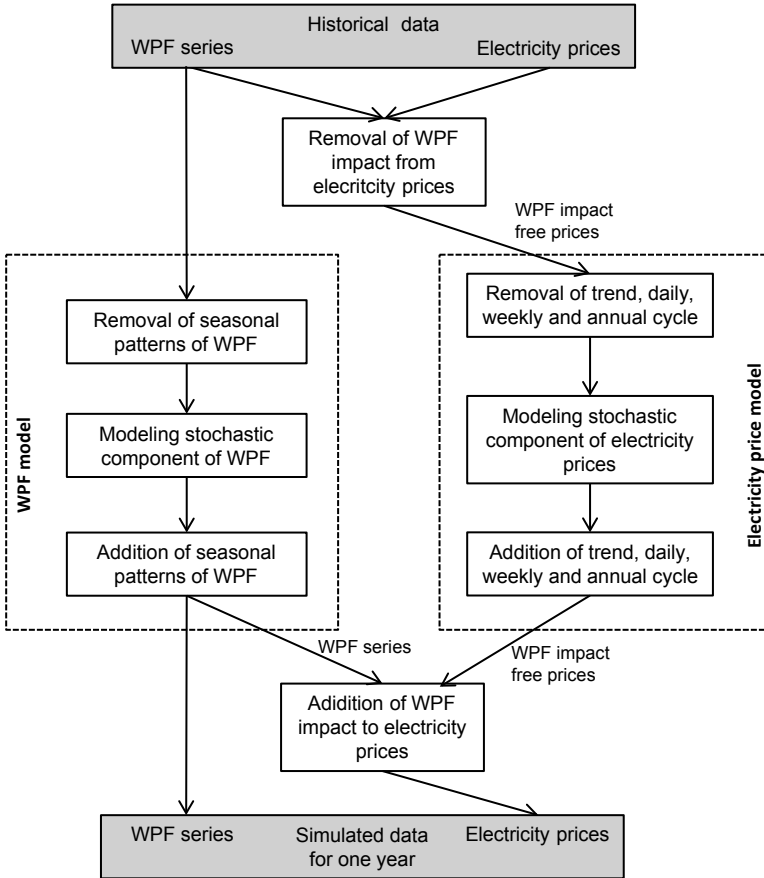 Historical data
WPF series
Electricity prices
Removal of WPF
impact from
elecritcity prices
WPF impact
free prices
WPF model
Removal of seasonal
patterns of WPF
Modeling stochastic
component of WPF
Addition of seasonal
patterns of WPF
Electricity price model
Removal of trend, daily,
weekly and annual cycle
Modeling stochastic
component of electricity
prices
Addition of trend, daily,
weekly and annual cycle
WPF series
WPF impact
free prices
Adidition of WPF
impact to electricity
prices
WPF series
Simulated data
for one year
Electricity prices